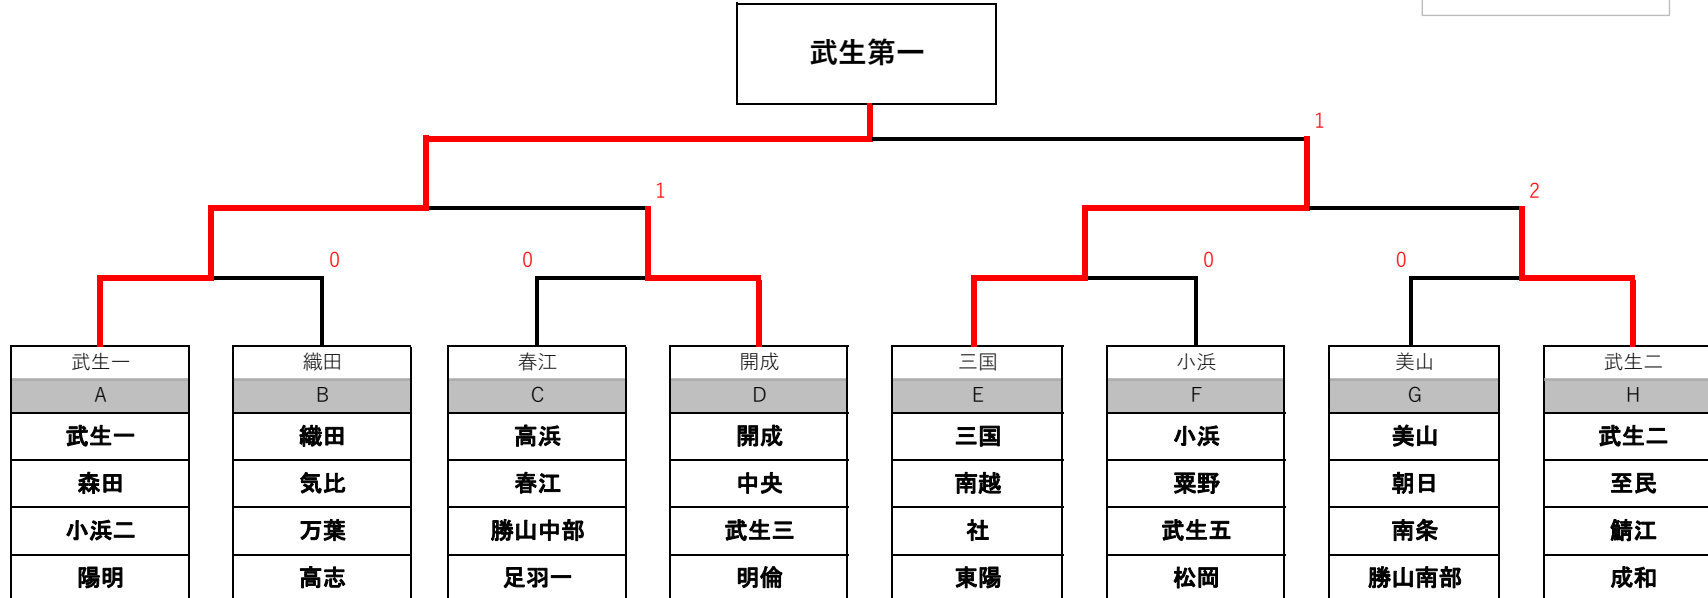 武生第一
1
1
2
0
0
0
0
武生一 織田 春江 開成 三国 小浜 美山 武生二
A B C D E F G H
武生一 織田 高浜 開成 三国 小浜 美山 武生二
森田 気比 春江 中央 南越 粟野 朝日 至民
小浜二 万葉 勝山中部 武生三 社 武生五 南条 鯖江
陽明 高志 足羽一 明倫 東陽 松岡 勝山南部 成和